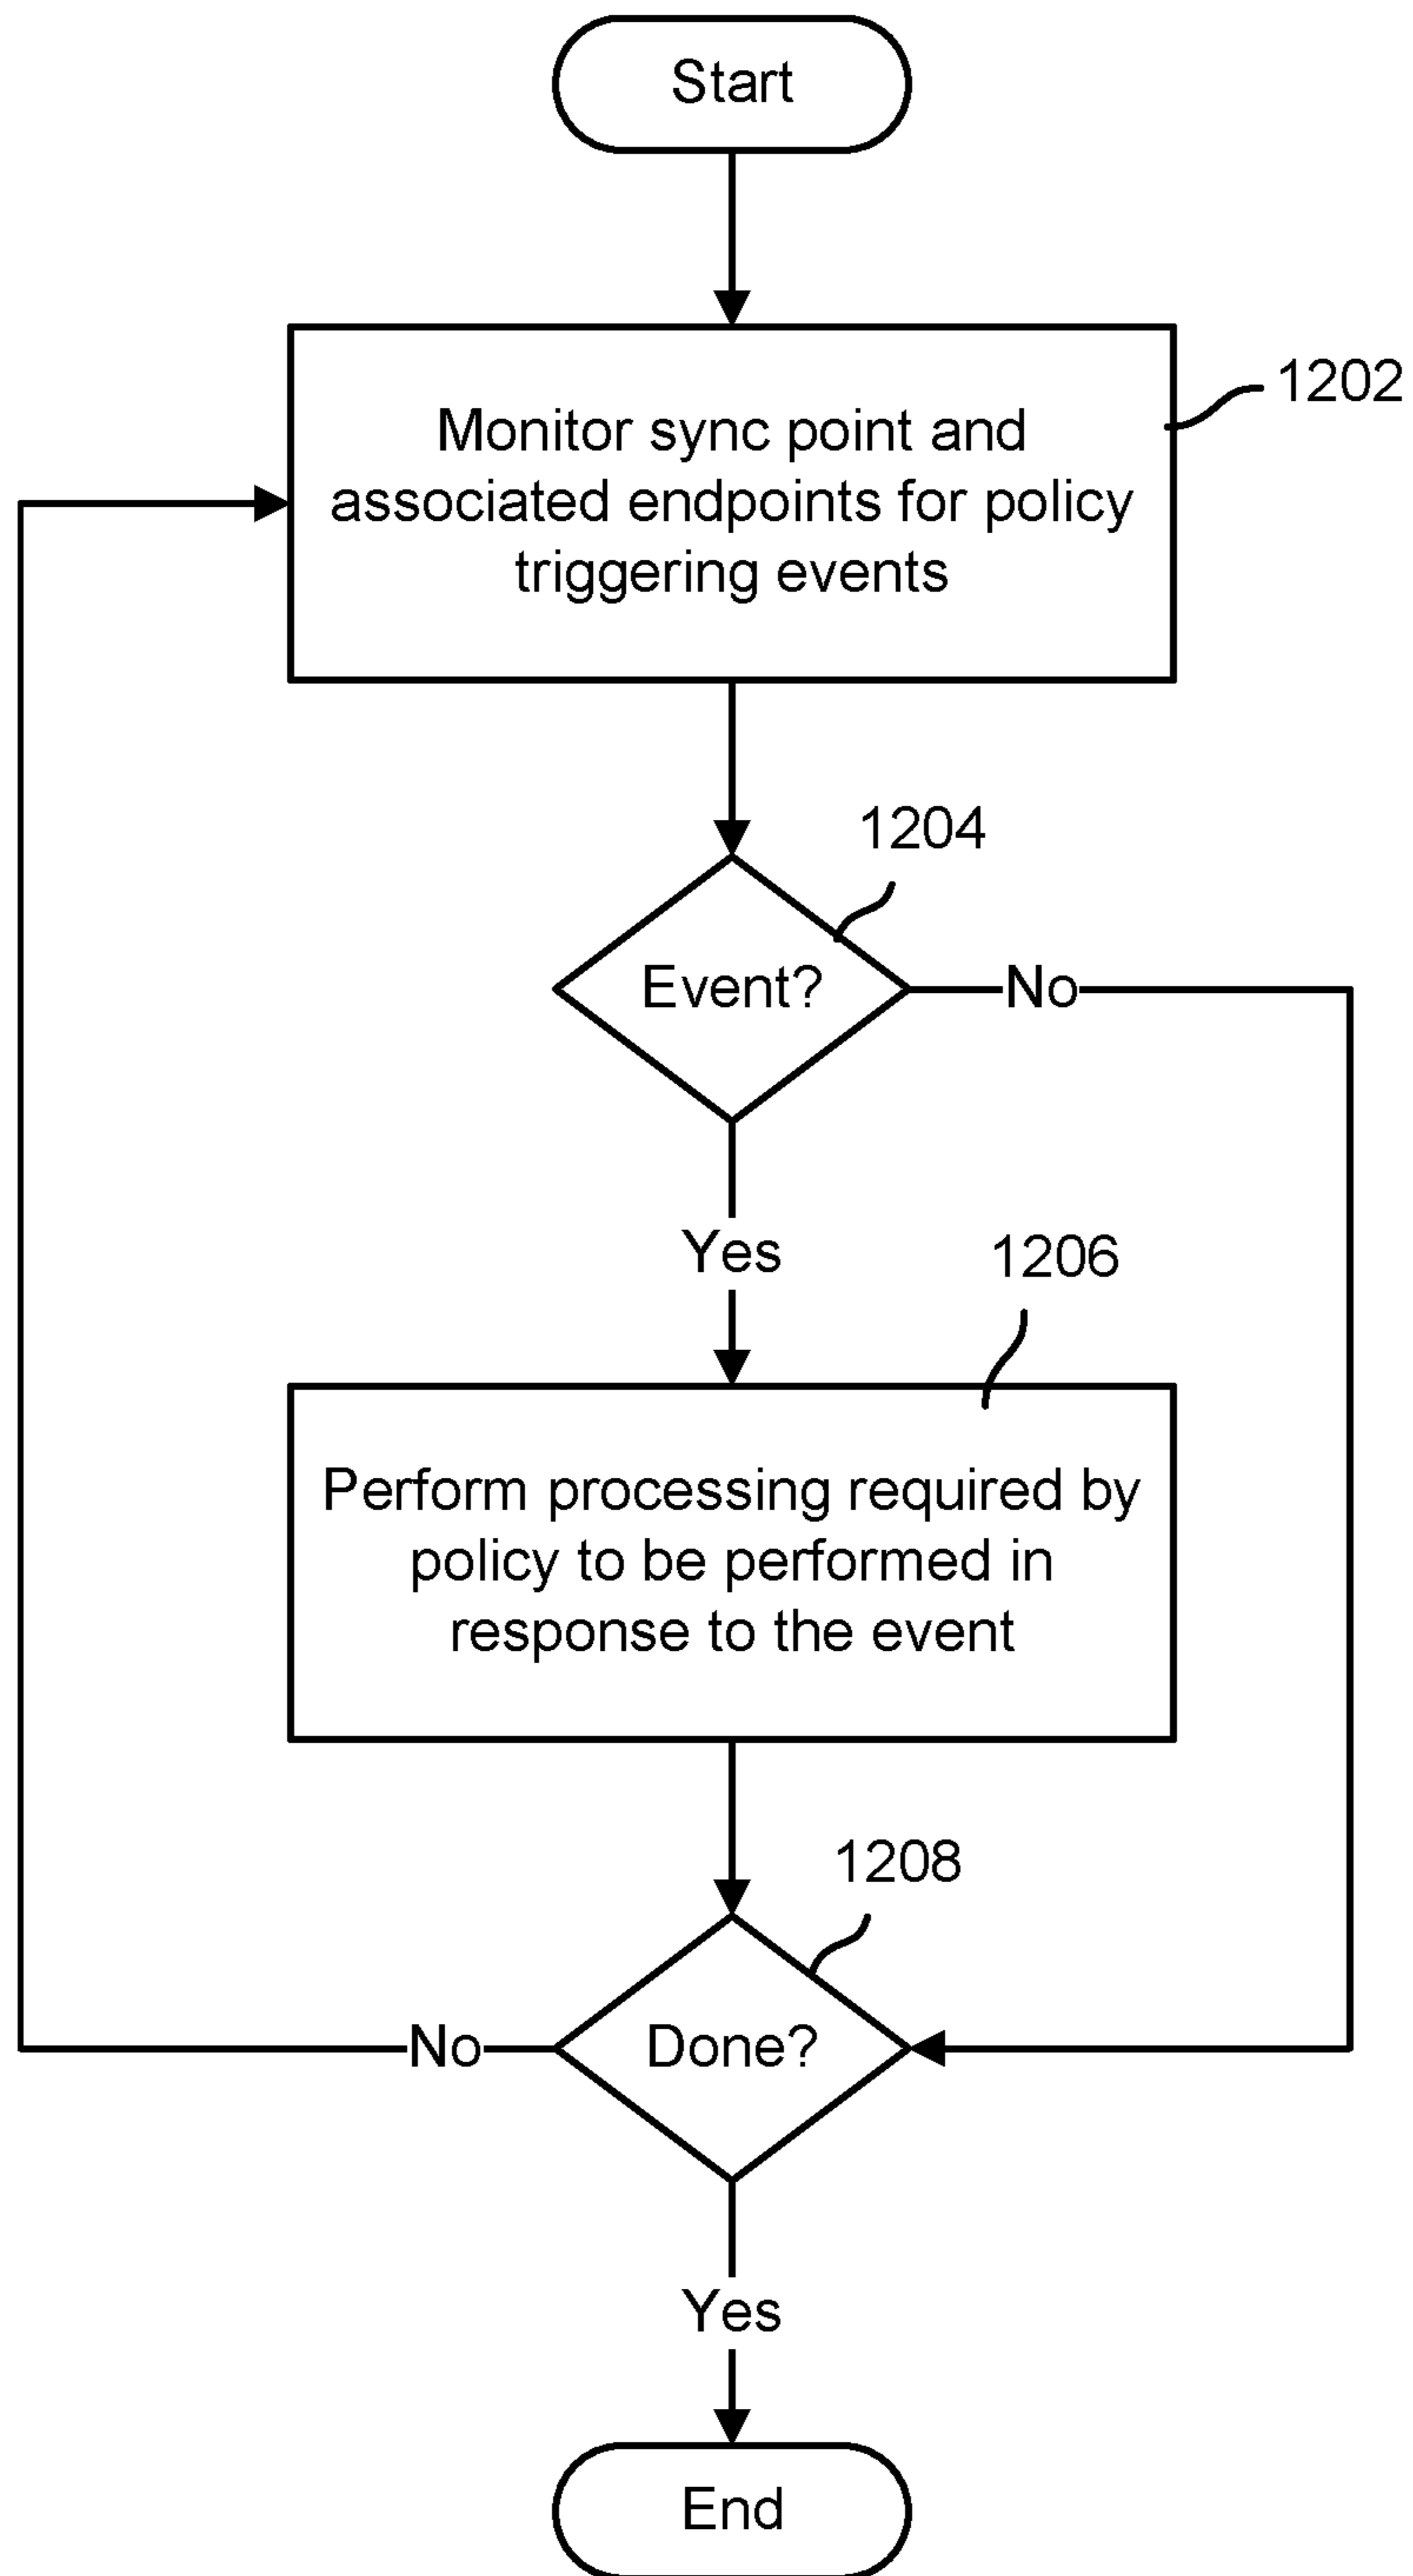 Start
Monitor sync point and
associated endpoints for policy
triggering events
1202
1204
Event?
No
Yes
1206
Perform processing required by
policy to be performed in
response to the event
1208
No
Done?
Yes
End